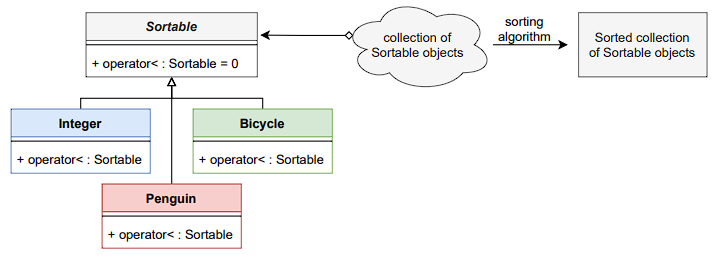 Sortable
+ operator< : Sortable = 0
collection of
Sortable objects
sorting
algorithm
Sorted collection
of Sortable objects
Integer
+ operator< : Sortable
Bicycle
+ operator< : Sortable
Penguin
+ operator< : Sortable